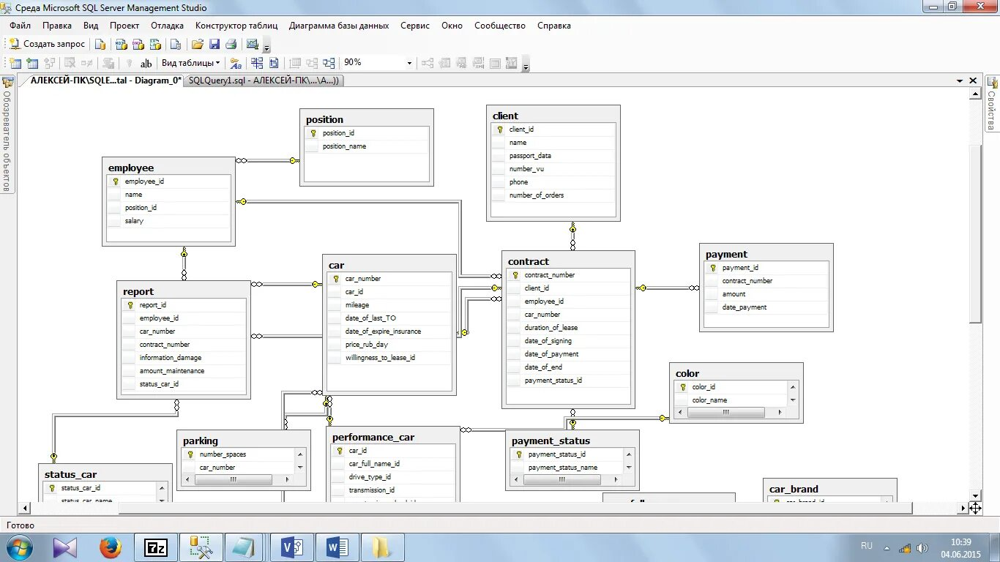 Среда Microsoft SQL Server Management Studio
Файл Правка Вид Проект Отладка Конструктор таблиц Диаграмма базы данных Сервис Окно Сообщество Справка
Создать запрос
Вид таблицы 90%
АЛЕКСЕЙ-ПК\SQLE...tal - Diagram_0* SQLQuery1.sql - АЛЕКСЕЙ-ПК\...\А...))
Обозреватель объектов
Свойства
position
position_id
position_name
client
client_id
name
passport_data
number_vu
phone
number_of_orders
employee
employee_id
name
position_id
salary
car
car_number
car_id
mileage
date_of_last_TO
date_of_expire_insurance
price_rub_day
willingness_to_lease_id
contract
contract_number
client_id
employee_id
car_number
duration_of_lease
date_of_signing
date_of_payment
date_of_end
payment_status_id
payment
payment_id
contract_number
amount
date_payment
report
report_id
employee_id
car_number
contract_number
information_damage
amount_maintenance
status_car_id
color
color_id
color_name
parking
number_spaces
car_number
performance_car
car_id
car_full_name_id
drive_type_id
transmission_id
payment_status
payment_status_id
payment_status_name
status_car
status_car_id
status_car_name
car_brand
car_brand_id
Готово
7z
RU
10:39
04.06.2015